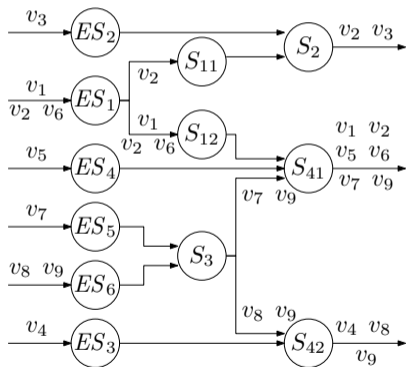 v3 ES2 S2 v2 v3
v2 S11
v1 ES1 v2 v6
v1 S12 v2 v6
v5 ES4 S41 v1 v2 v5 v6 v7 v9
v7 ES5 v7 v9
S3
v8 v9 ES6
v8 v9
v4 ES3 S42 v4 v8 v9